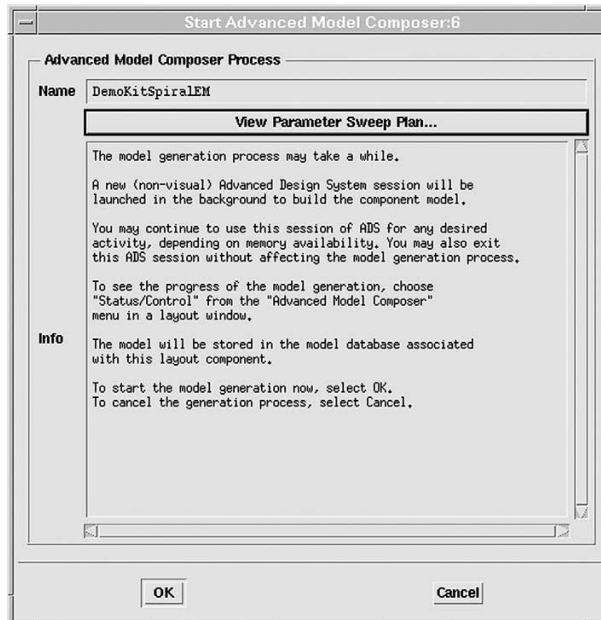 Start Advanced Model Composer:6
Advanced Model Composer Process
Name
DemoKitSpiralEM
View Parameter Sweep Plan...
The model generation process may take a while.
A new (non-visual) Advanced Design System session will be
launched in the background to build the component model.
You may continue to use this session of ADS for any desired
activity, depending on memory availability. You may also exit
this ADS session without affecting the model generation process.
To see the progress of the model generation, choose
"Status/Control" from the "Advanced Model Composer"
menu in a layout window.
Info
The model will be stored in the model database associated
with this layout component.
To start the model generation now, select OK.
To cancel the generation process, select Cancel.
OK
Cancel